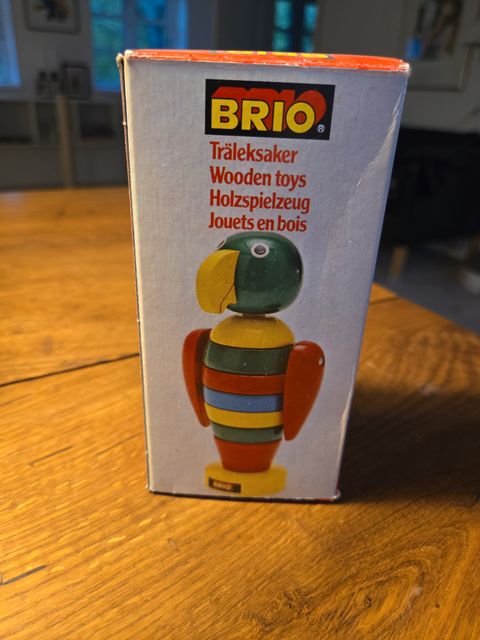 BRIO®
Träleksaker
Wooden toys
Holzspielzeug
Jouets en bois
BRIO